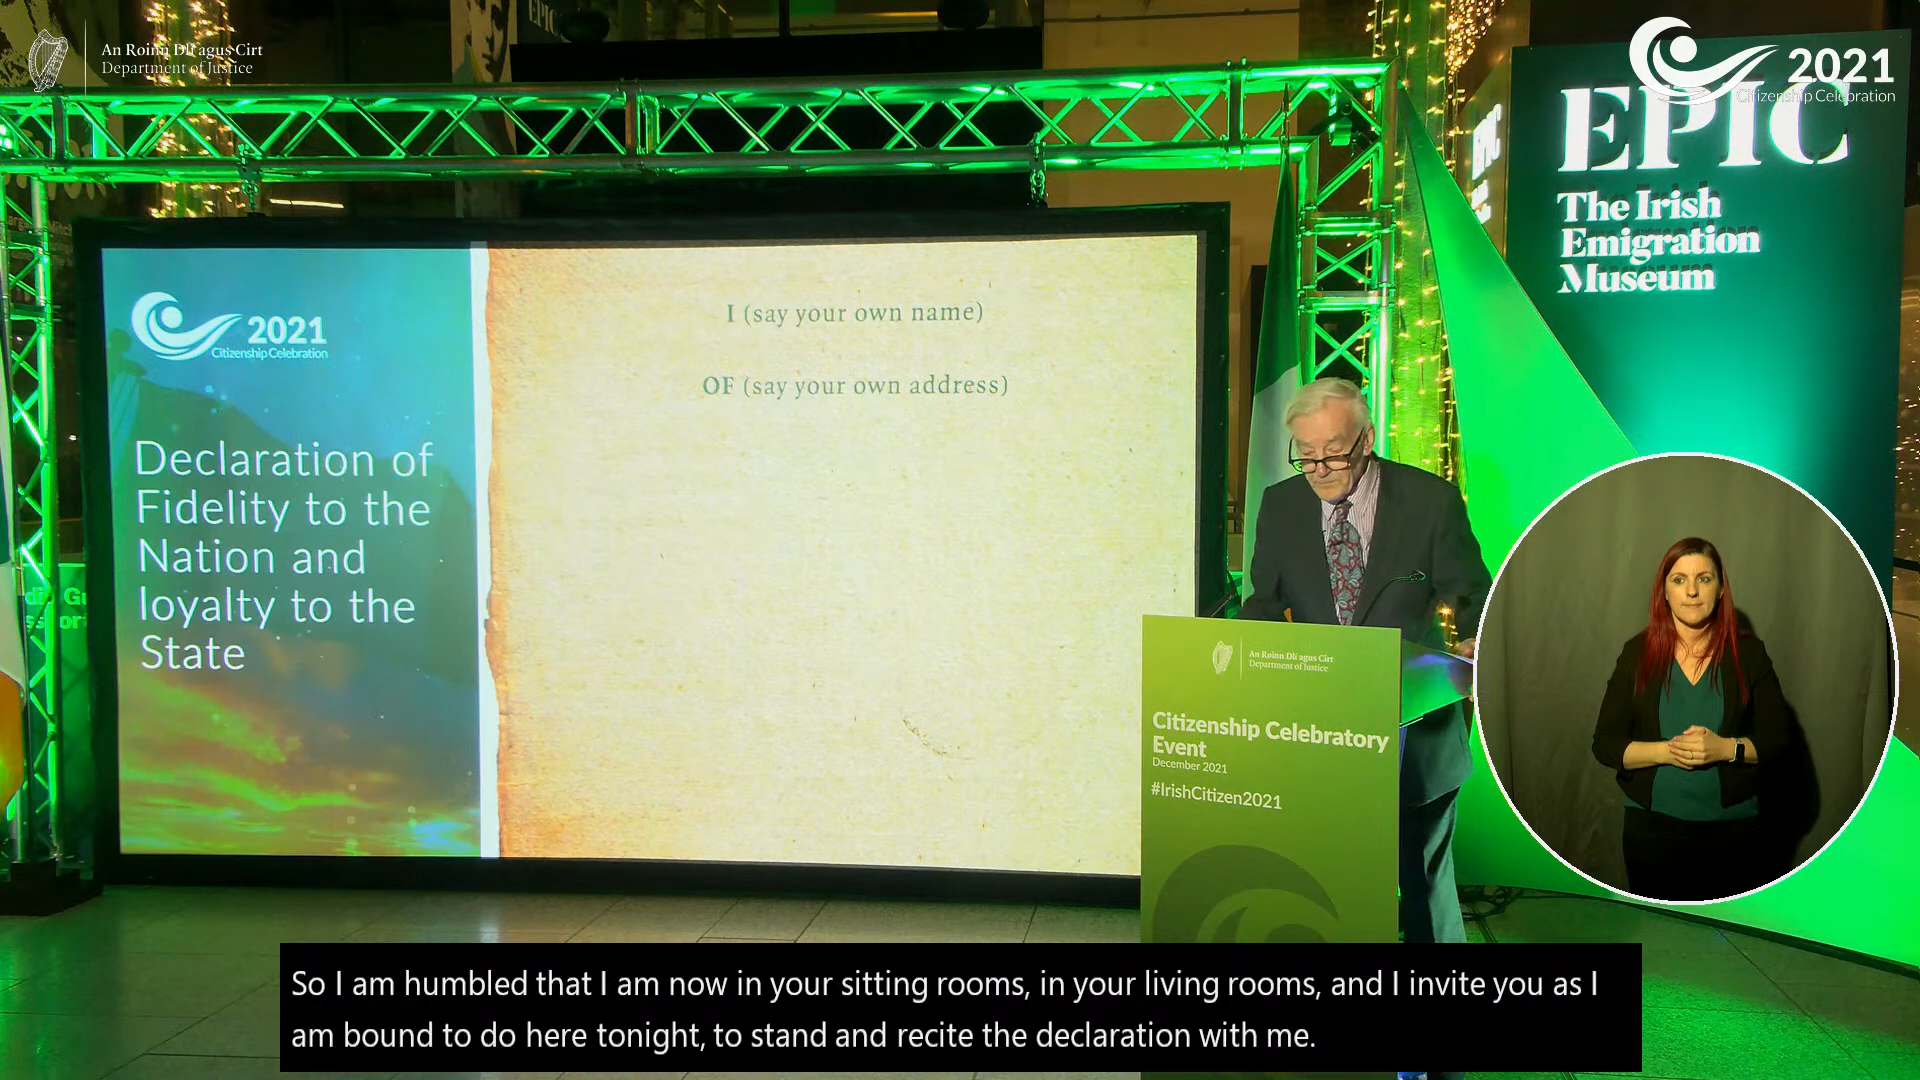 An Roinn Dlí agus Cirt
Department of Justice
EPIC
2021
Citizenship Celebration
EPIC
The Irish
Emigration
Museum
EPIC
2021
Citizenship Celebration
Declaration of
Fidelity to the
Nation and
loyalty to the
State
I (say your own name)
OF (say your own address)
An Roinn Dlí agus Cirt
Department of Justice
Citizenship Celebratory
Event
December 2021
#IrishCitizen2021
So I am humbled that I am now in your sitting rooms, in your living rooms, and I invite you as I
am bound to do here tonight, to stand and recite the declaration with me.